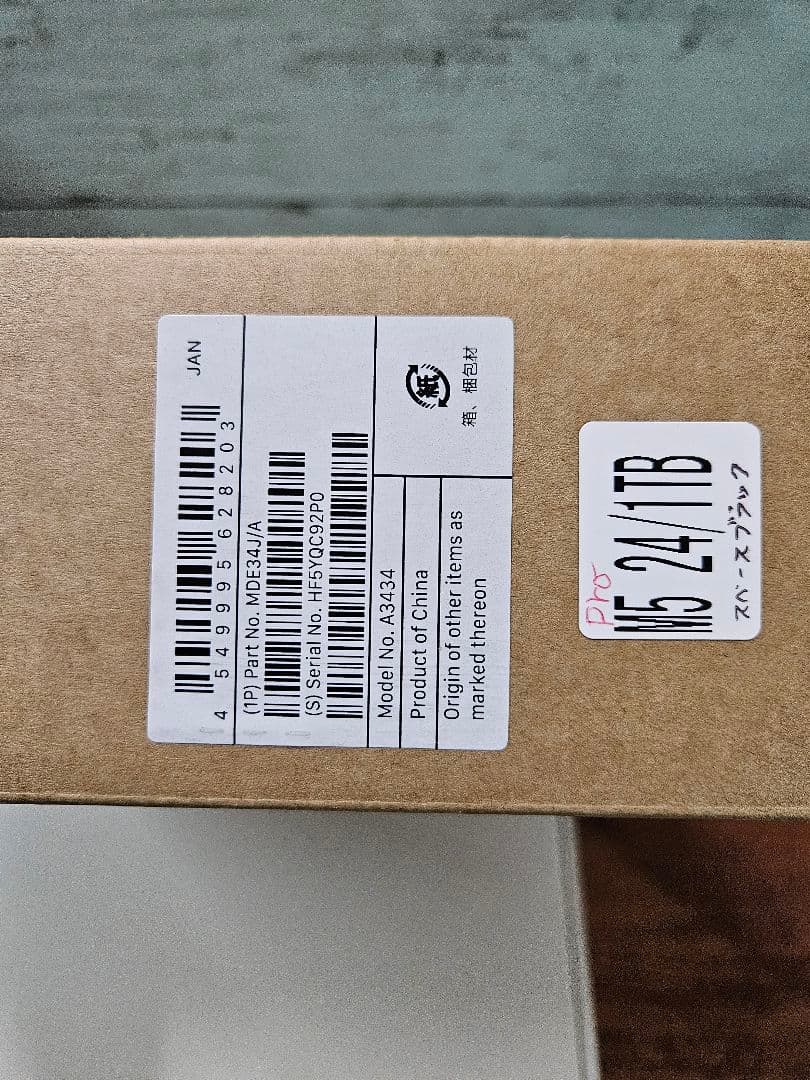 JAN
4 549995 628203
(1P) Part No. MDE34J/A
(S) Serial No. HF5YQC92P0
Model No. A3434
Product of China
Origin of other items as
marked thereon
紙
箱、梱包材
Pro
M5 24/1TB
スペースブラック